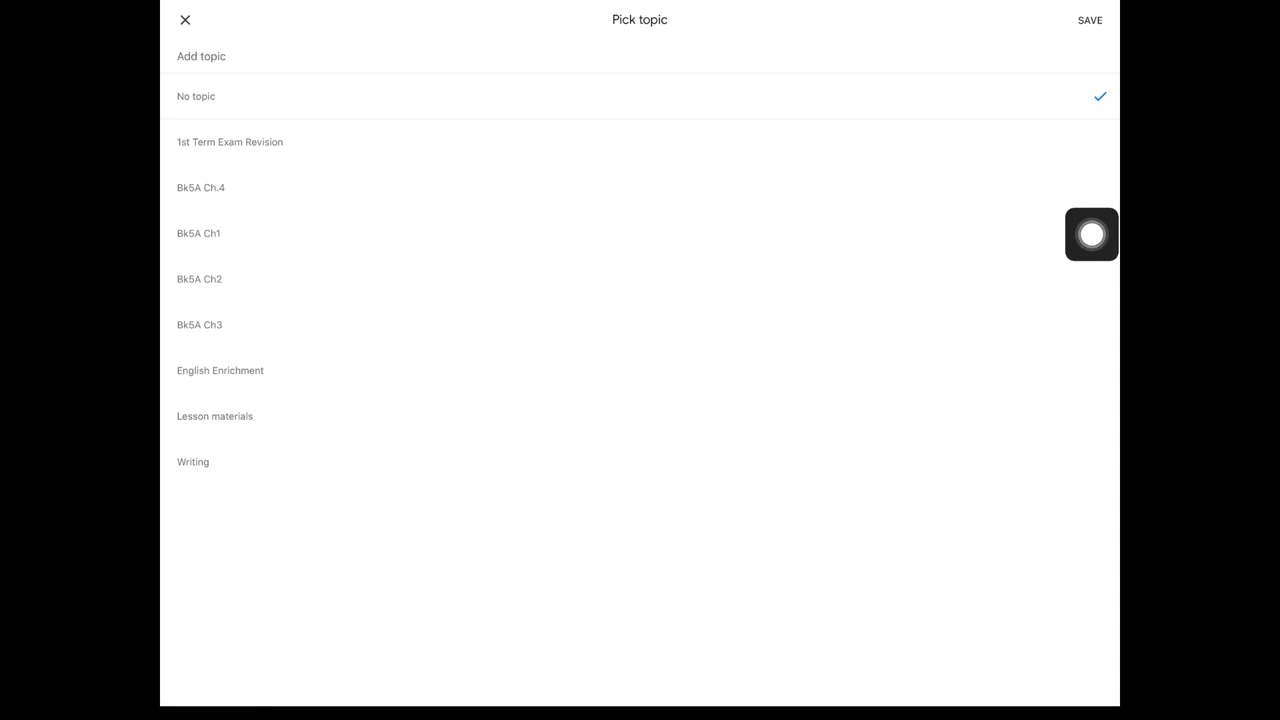 Pick topic
SAVE
Add topic
No topic
1st Term Exam Revision
Bk5A Ch.4
Bk5A Ch1
Bk5A Ch2
Bk5A Ch3
English Enrichment
Lesson materials
Writing